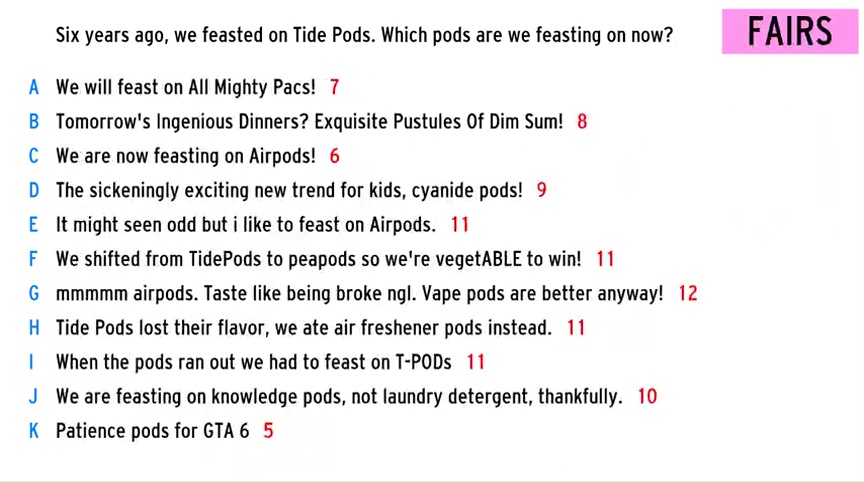 Six years ago, we feasted on Tide Pods. Which pods are we feasting on now?
FAIRS
A We will feast on All Mighty Pacs! 7
B Tomorrow's Ingenious Dinners? Exquisite Pustules Of Dim Sum! 8
C We are now feasting on Airpods! 6
D The sickeningly exciting new trend for kids, cyanide pods! 9
E It might seen odd but i like to feast on Airpods. 11
F We shifted from TidePods to peapods so we're vegetABLE to win! 11
G mmmmm airpods. Taste like being broke ngl. Vape pods are better anyway! 12
H Tide Pods lost their flavor, we ate air freshener pods instead. 11
I When the pods ran out we had to feast on T-PODs 11
J We are feasting on knowledge pods, not laundry detergent, thankfully. 10
K Patience pods for GTA 6 5